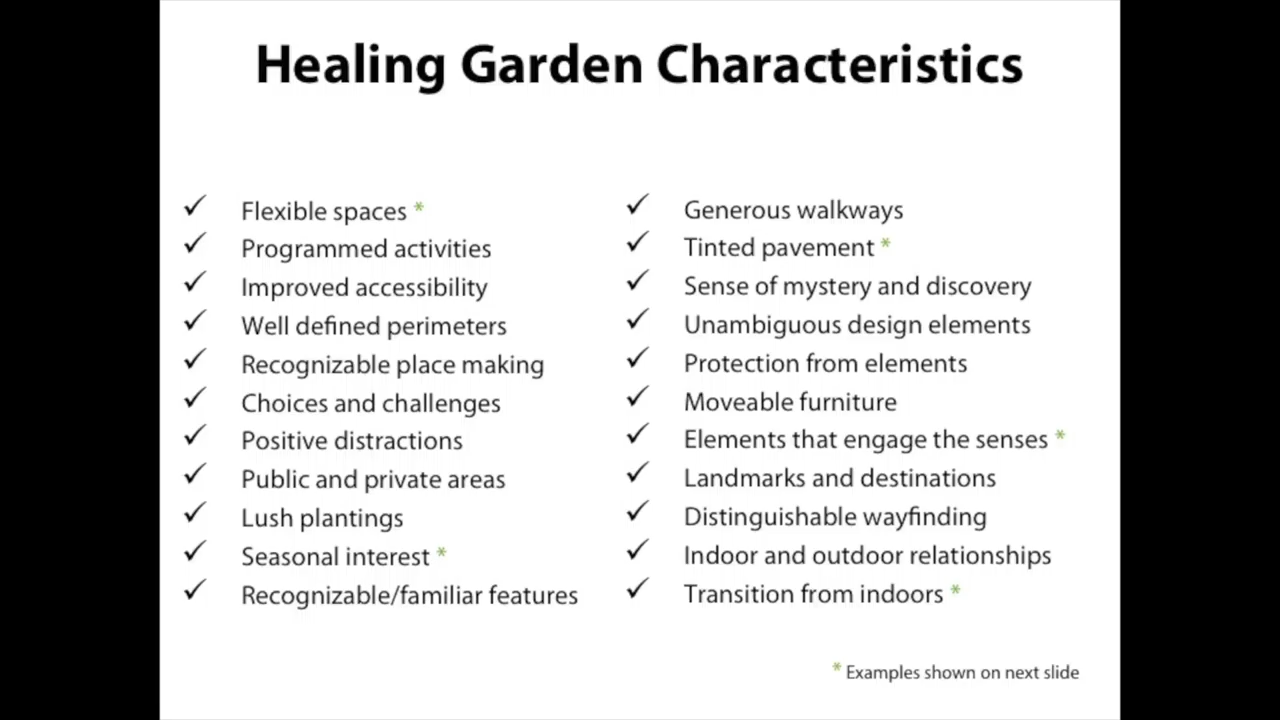 Healing Garden Characteristics
✓ Flexible spaces *
✓ Programmed activities
✓ Improved accessibility
✓ Well defined perimeters
✓ Recognizable place making
✓ Choices and challenges
✓ Positive distractions
✓ Public and private areas
✓ Lush plantings
✓ Seasonal interest *
✓ Recognizable/familiar features
✓ Generous walkways
✓ Tinted pavement *
✓ Sense of mystery and discovery
✓ Unambiguous design elements
✓ Protection from elements
✓ Moveable furniture
✓ Elements that engage the senses *
✓ Landmarks and destinations
✓ Distinguishable wayfinding
✓ Indoor and outdoor relationships
✓ Transition from indoors *
* Examples shown on next slide